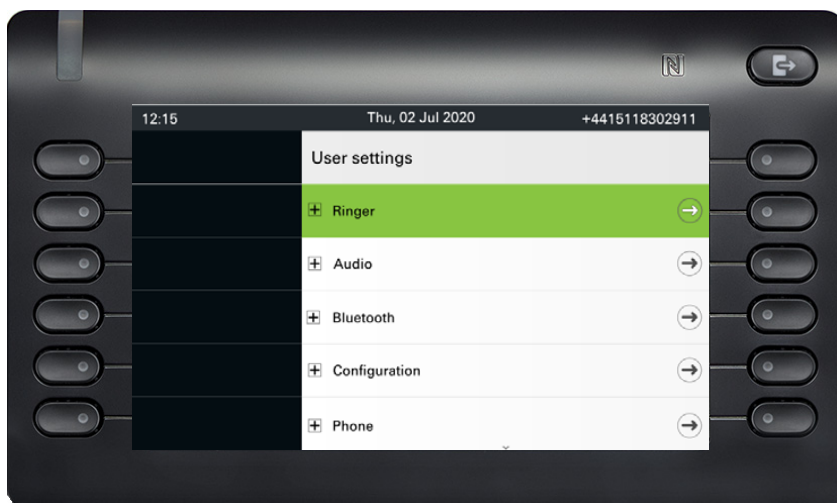 12:15 Thu, 02 Jul 2020 +4415118302911
User settings
Ringer
Audio
Bluetooth
Configuration
Phone